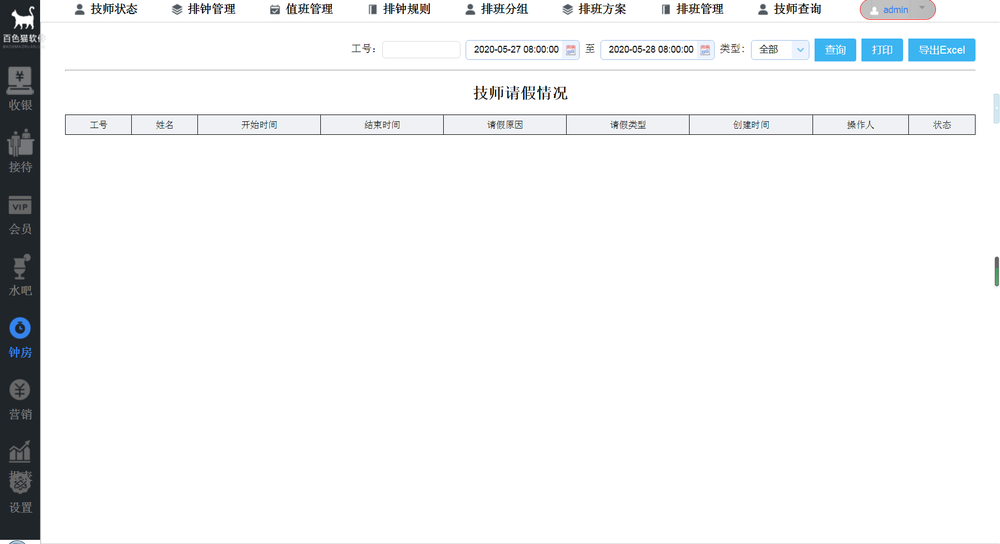 技师状态 排钟管理 值班管理 排钟规则 排班分组 排班方案 排班管理 技师查询 admin
百色猫软件
工号： 2020-05-27 08:00:00 至 2020-05-28 08:00:00 类型： 全部 查询 打印 导出Excel
技师请假情况
工号 姓名 开始时间 结束时间 请假原因 请假类型 创建时间 操作人 状态
收银
接待
VIP
会员
水吧
钟房
营销
报表
设置